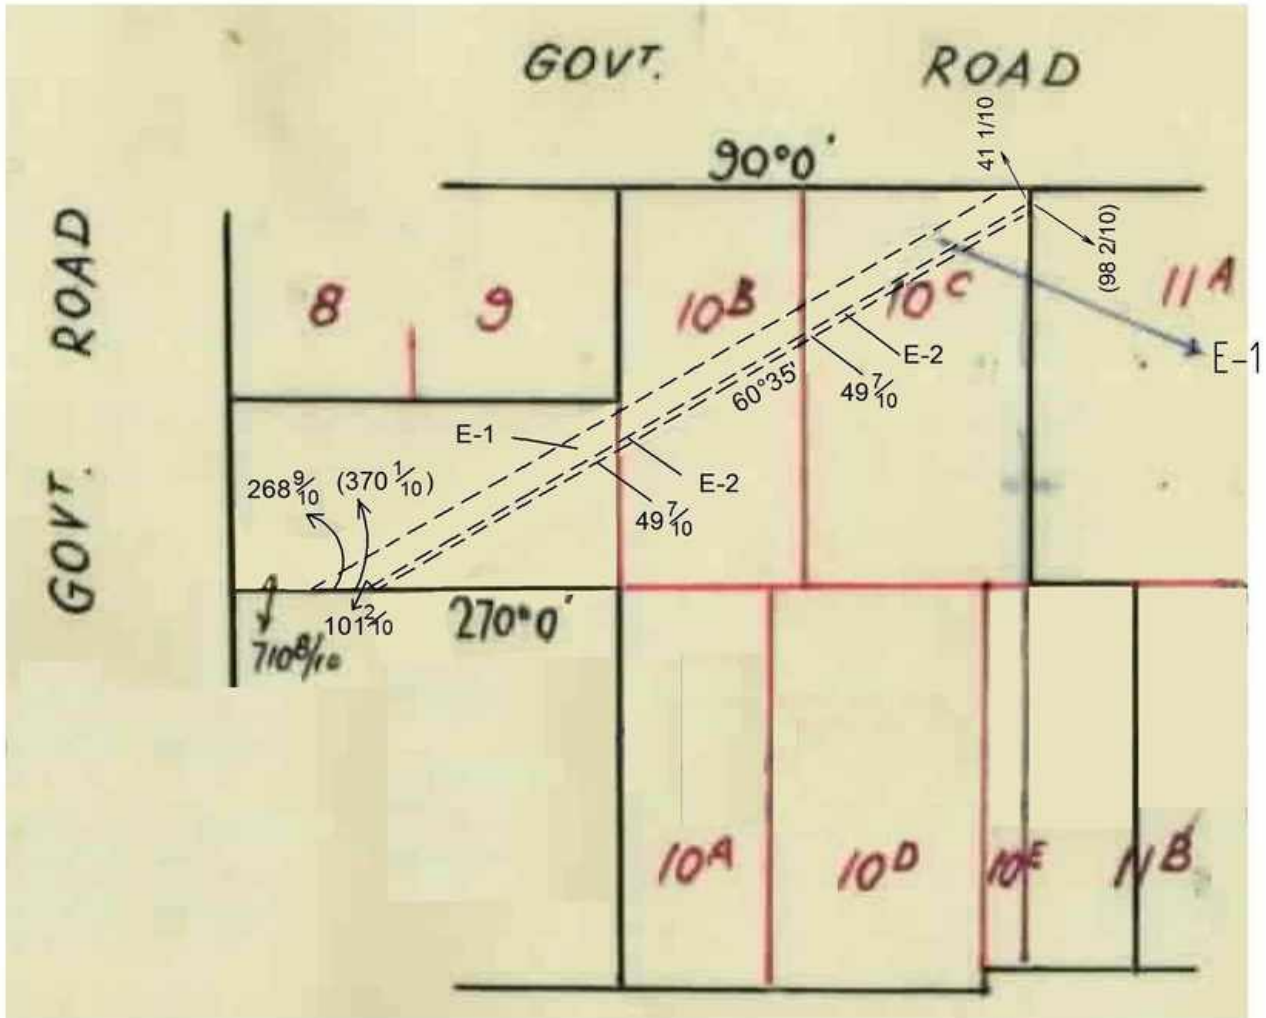 GOVT. ROAD
90°0'
41 1/10
(98 2/10)
GOVT. ROAD
8
9
10B
10C
11A
E-1
E-2
60°35'
49 7/10
E-1
E-2
49 7/10
268 9/10
(370 1/10)
101 2/10
270°0'
710 8/10
10A
10D
10E
11B